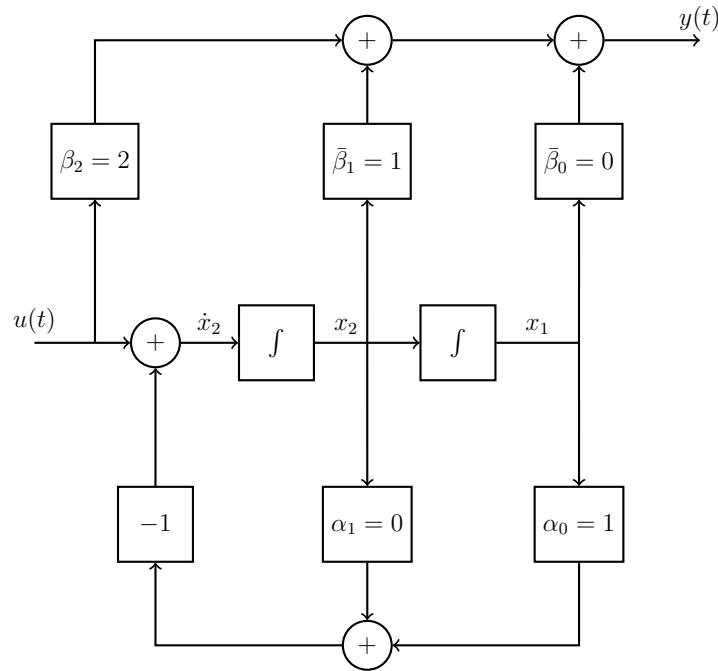 y(t)
+ +
β₂ = 2 β̄₁ = 1 β̄₀ = 0
u(t) + ẋ₂ ∫ x₂ ∫ x₁
−1 α₁ = 0 α₀ = 1
+